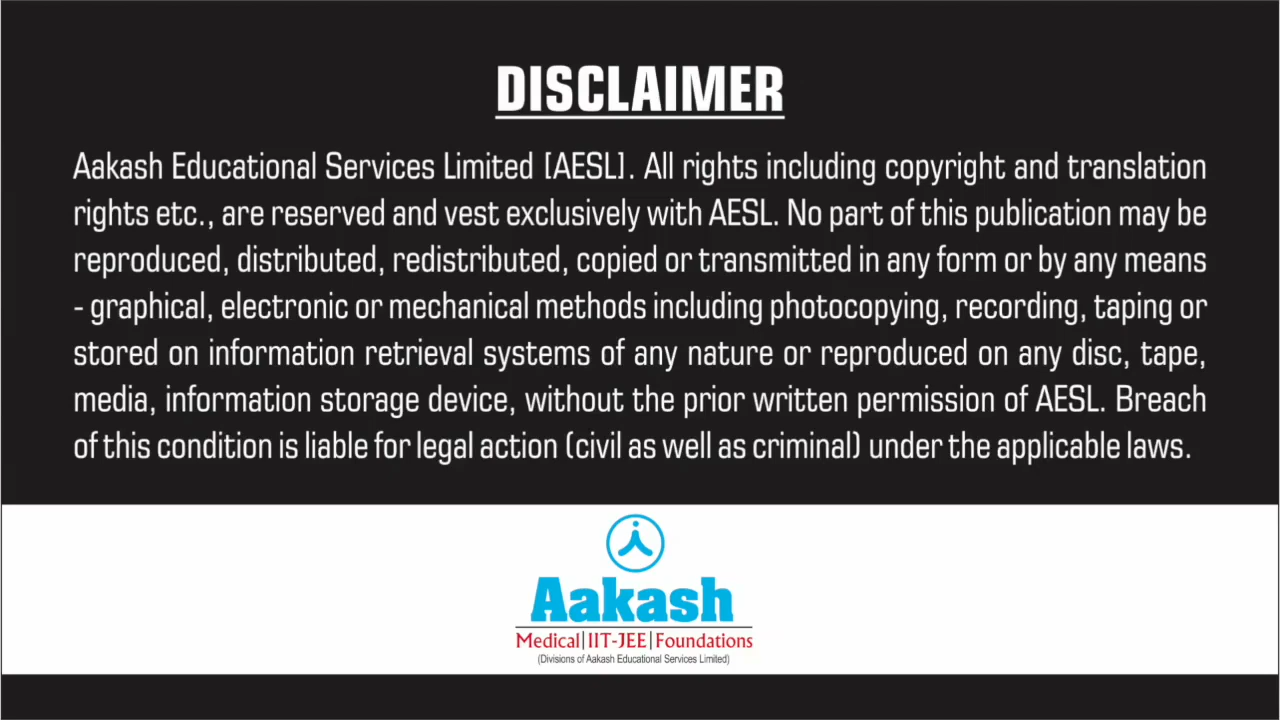 DISCLAIMER
Aakash Educational Services Limited [AESL]. All rights including copyright and translation
rights etc., are reserved and vest exclusively with AESL. No part of this publication may be
reproduced, distributed, redistributed, copied or transmitted in any form or by any means
- graphical, electronic or mechanical methods including photocopying, recording, taping or
stored on information retrieval systems of any nature or reproduced on any disc, tape,
media, information storage device, without the prior written permission of AESL. Breach
of this condition is liable for legal action (civil as well as criminal) under the applicable laws.
Aakash
Medical|IIT-JEE|Foundations
(Divisions of Aakash Educational Services Limited)